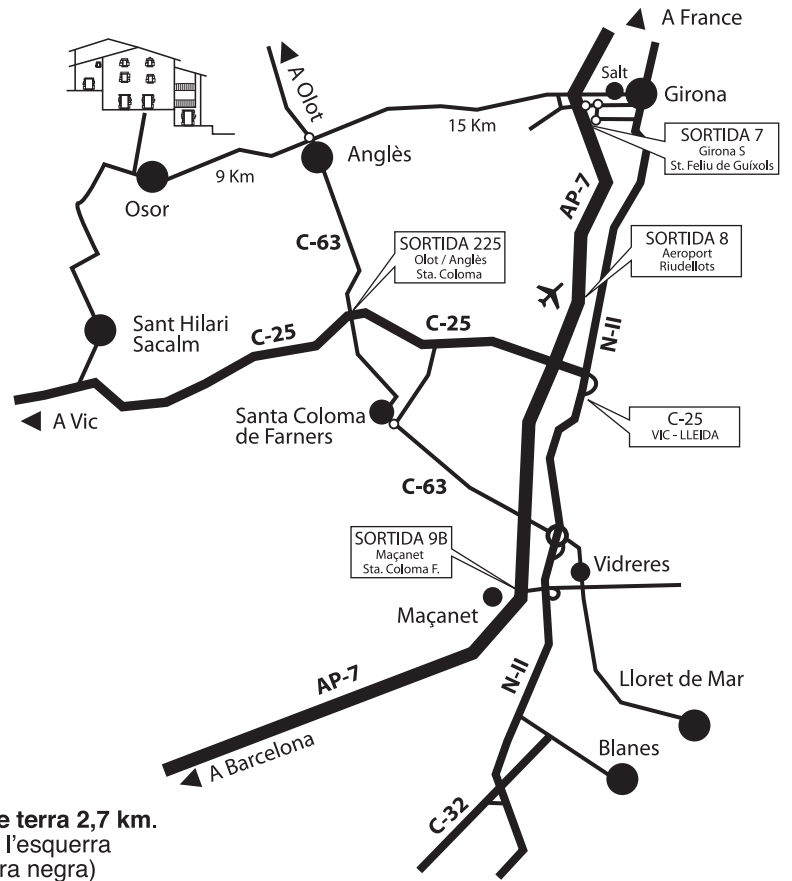 A France
Salt
Girona
A Olot
15 Km
SORTIDA 7
Girona S
St. Feliu de Guíxols
Anglès
9 Km
Osor
AP-7
C-63
SORTIDA 225
Olot / Anglès
Sta. Coloma
SORTIDA 8
Aeroport
Riudellots
Sant Hilari
Sacalm
C-25
C-25
N-II
A Vic
Santa Coloma
de Farners
C-25
VIC - LLEIDA
C-63
SORTIDA 9B
Maçanet
Sta. Coloma F.
Vidreres
Maçanet
AP-7
N-II
Lloret de Mar
A Barcelona
Blanes
C-32
e terra 2,7 km.
l'esquerra
ra negra)